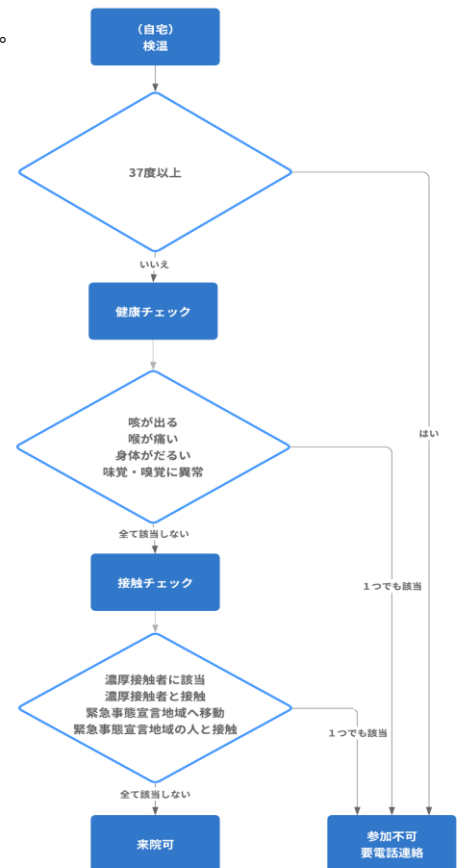 。
（自宅）
検温
37度以上
いいえ
健康チェック
はい
咳が出る
喉が痛い
身体がだるい
味覚・嗅覚に異常
全て該当しない
１つでも該当
接触チェック
濃厚接触者に該当
濃厚接触者と接触
緊急事態宣言地域へ移動
緊急事態宣言地域の人と接触
１つでも該当
全て該当しない
来院可
参加不可
要電話連絡